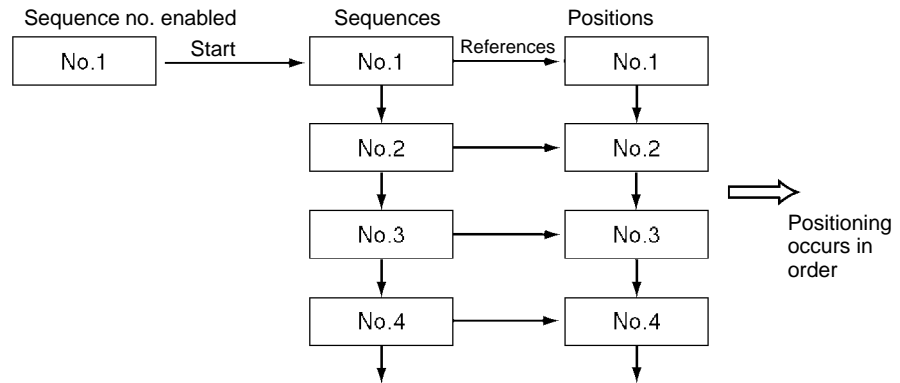 Sequence no. enabled
Sequences
Positions
No.1
Start
No.1
References
No.1
No.2
No.2
No.3
No.3
No.4
No.4
Positioning
occurs in
order